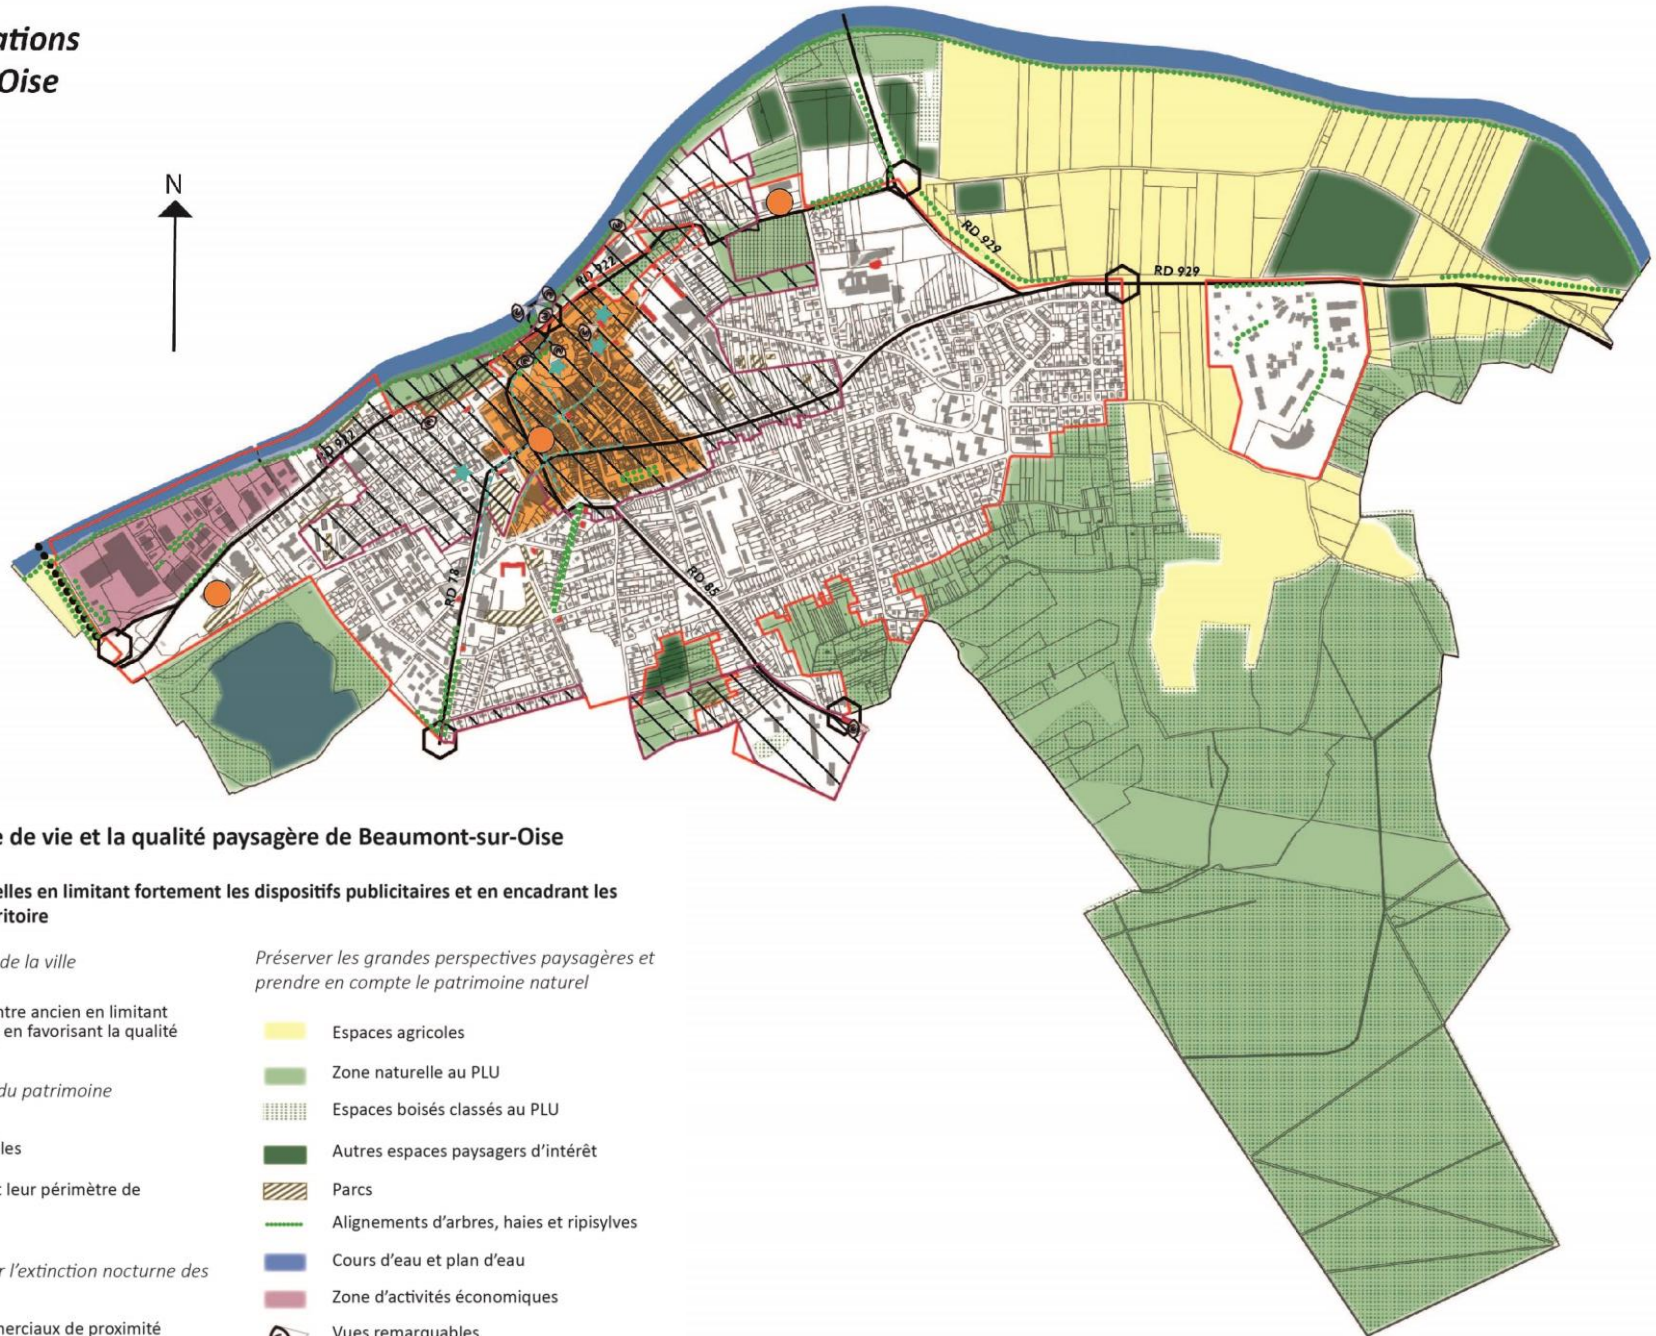 ations
Oise
N
RD 929
RD 929
RD 922
RD 922
RD 78
RD 85
e de vie et la qualité paysagère de Beaumont-sur-Oise
elles en limitant fortement les dispositifs publicitaires et en encadrant les
ritoire
de la ville
ntre ancien en limitant
en favorisant la qualité
du patrimoine
les
t leur périmètre de
r l'extinction nocturne des
merciaux de proximité
Préserver les grandes perspectives paysagères et
prendre en compte le patrimoine naturel
Espaces agricoles
Zone naturelle au PLU
Espaces boisés classés au PLU
Autres espaces paysagers d'intérêt
Parcs
Alignements d'arbres, haies et ripisylves
Cours d'eau et plan d'eau
Zone d'activités économiques
Vues remarquables